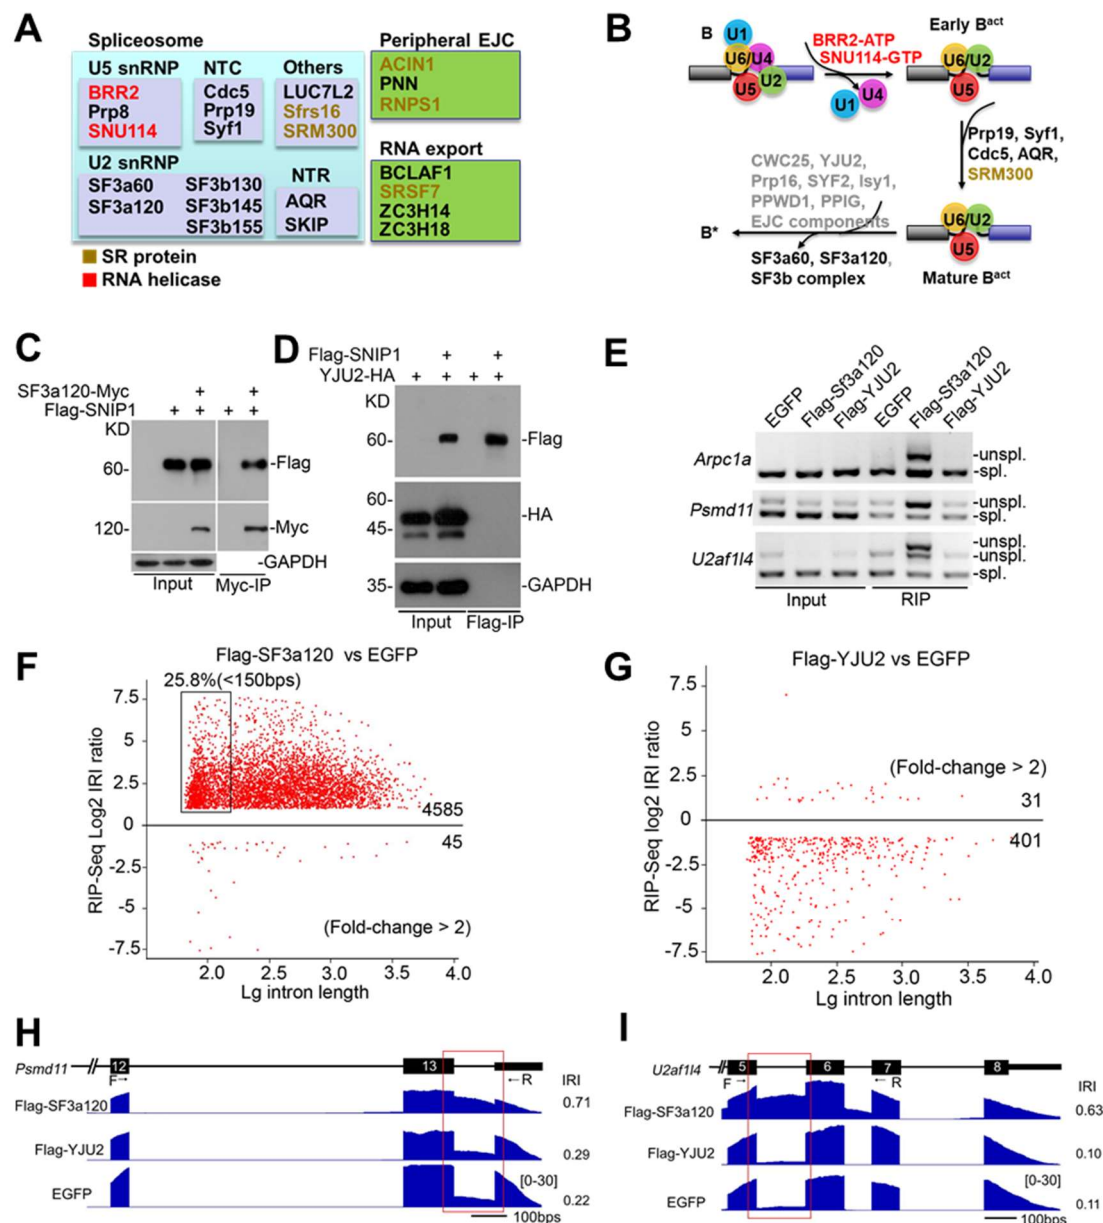 A
Spliceosome
U5 snRNP
BRR2
Prp8
SNU114
NTC
Cdc5
Prp19
Syf1
Others
LUC7L2
Sfrs16
SRM300
U2 snRNP
SF3a60
SF3a120
SF3b130
SF3b145
SF3b155
NTR
AQR
SKIP
Peripheral EJC
ACIN1
PNN
RNPS1
RNA export
BCLAF1
SRSF7
ZC3H14
ZC3H18
SR protein
RNA helicase
B
B
U1
U6/U4
U2
U5
BRR2-ATP
SNU114-GTP
U1
U4
Early Bact
U6/U2
U5
Prp19, Syf1,
Cdc5, AQR,
SRM300
U6/U2
U5
Mature Bact
CWC25, YJU2,
Prp16, SYF2, Isy1,
PPWD1, PPIG,
EJC components
B*
SF3a60, SF3a120,
SF3b complex
C
SF3a120-Myc + +
Flag-SNIP1 + + + +
KD
60-
-Flag
120-
-Myc
-GAPDH
Input
Myc-IP
D
Flag-SNIP1 + +
YJU2-HA + + + +
KD
60-
-Flag
60-
45-
-HA
35-
-GAPDH
Input
Flag-IP
E
EGFP
Flag-Sf3a120
Flag-YJU2
EGFP
Flag-Sf3a120
Flag-YJU2
Arpc1a
-unspl.
-spl.
Psmd11
-unspl.
-spl.
U2af1l4
-unspl.
-unspl.
-spl.
Input
RIP
F
Flag-SF3a120 vs EGFP
25.8%(<150bps)
RIP-Seq Log2 IRI ratio
7.5
5
2.5
0
-2.5
-5
-7.5
4585
45
(Fold-change > 2)
2.0 2.5 3.0 3.5 4.0
Lg intron length
G
Flag-YJU2 vs EGFP
RIP-Seq log2 IRI ratio
7.5
5
2.5
0
-2.5
-5
-7.5
(Fold-change > 2)
31
401
2.0 2.5 3.0 3.5 4.0
Lg intron length
H
Psmd11
12
13
F
R
IRI
Flag-SF3a120
0.71
Flag-YJU2
0.29
EGFP
[0-30]
0.22
100bps
I
U2af1l4
5
6
7
8
F
R
IRI
Flag-SF3a120
0.63
Flag-YJU2
0.10
EGFP
[0-30]
0.11
100bps